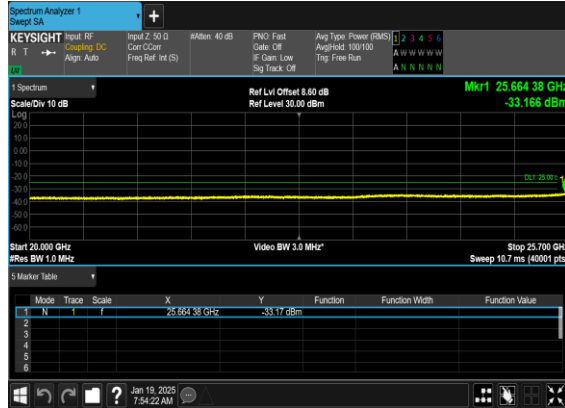 Spectrum Analyzer 1
Swept SA
+
KEYSIGHT Input: RF Input Z: 50 Ω #Atten: 40 dB PNO: Fast Avg Type: Power (RMS) 1 2 3 4 5 6
R T Coupling: DC Corr CCorr Gate: Off Avg|Hold: 100/100 A W W W W W
Align: Auto Freq Ref: Int (S) IF Gain: Low Trig: Free Run
Sig Track: Off A N N N N N
1 Spectrum Ref Lvl Offset 8.60 dB Mkr1 25.664 38 GHz
Scale/Div 10 dB Ref Level 30.00 dBm -33.166 dBm
Log
20.0
10.0
0.00
-10.0
DL1 -25.00
-20.0
-30.0
-40.0
-50.0
-60.0
Start 20.000 GHz Video BW 3.0 MHz* Stop 25.700 GHz
#Res BW 1.0 MHz Sweep 10.7 ms (40001 pts
5 Marker Table
Mode Trace Scale X Y Function Function Width Function Value
1 N 1 f 25.664 38 GHz -33.17 dBm
2
3
4
5
6
? Jan 19, 2025
7:54:22 AM